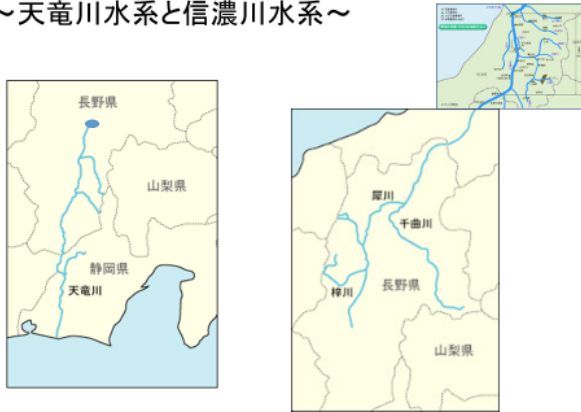 ～天竜川水系と信濃川水系～
長野県
山梨県
静岡県
天竜川
犀川
千曲川
梓川
長野県
山梨県